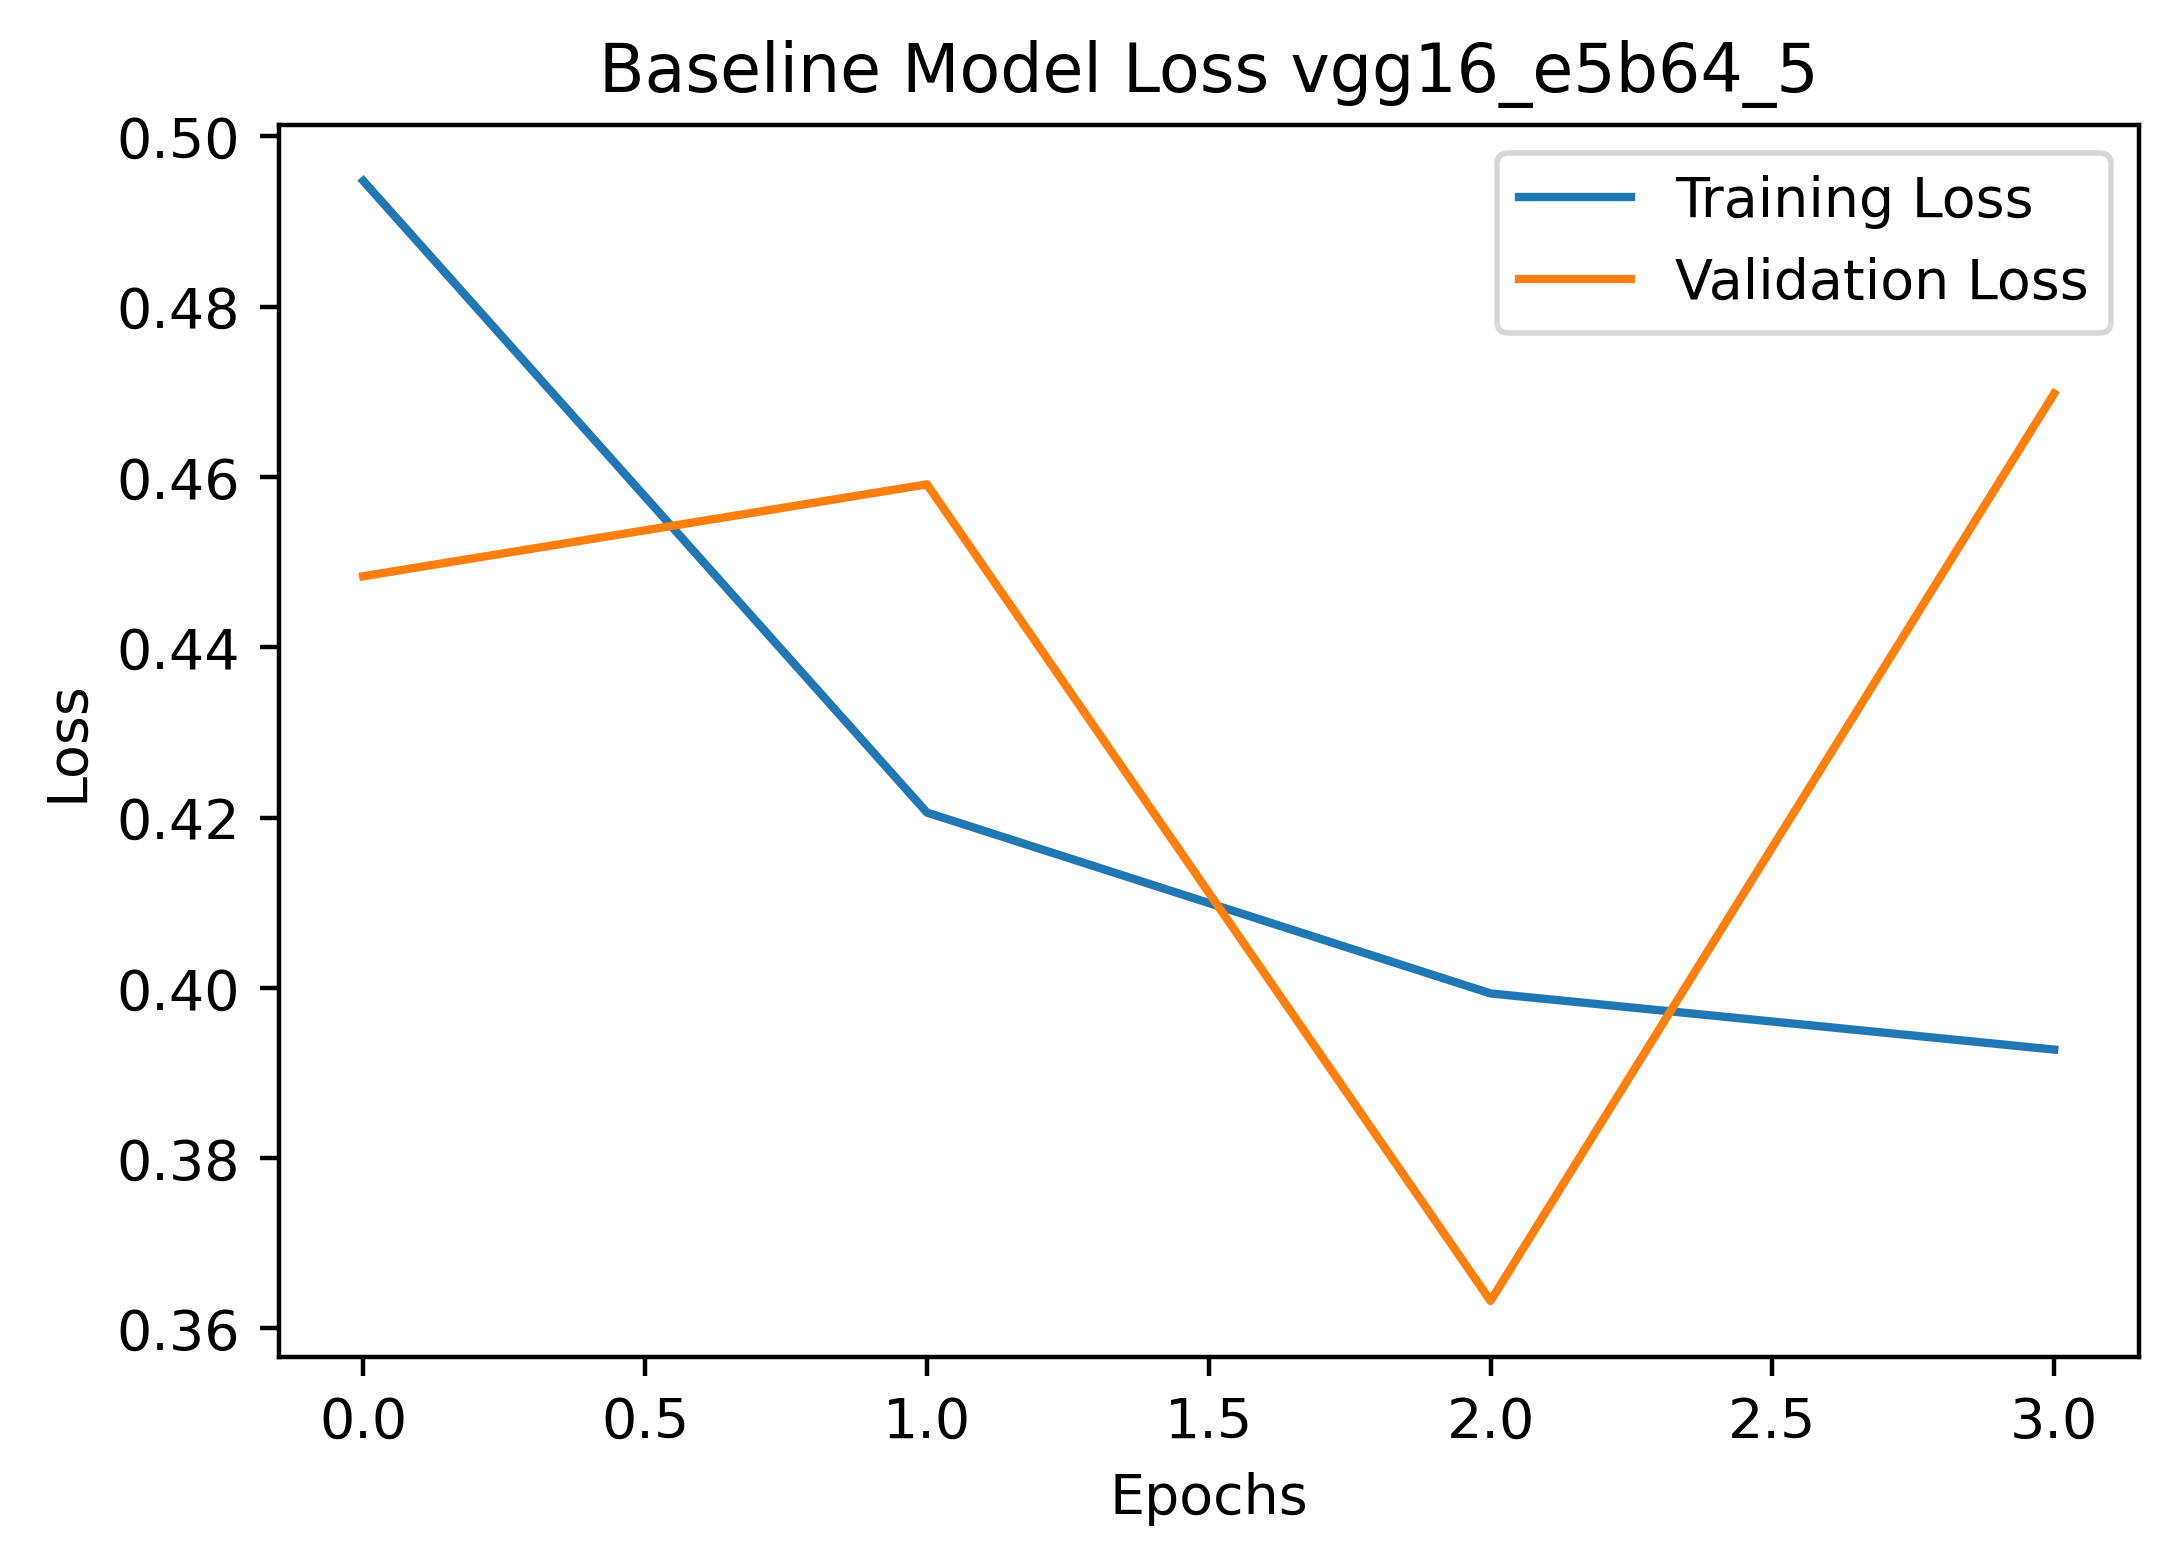 Baseline Model Loss vgg16_e5b64_5
Training Loss
Validation Loss
0.50
0.48
0.46
0.44
0.42
0.40
0.38
0.36
Loss
0.0 0.5 1.0 1.5 2.0 2.5 3.0
Epochs